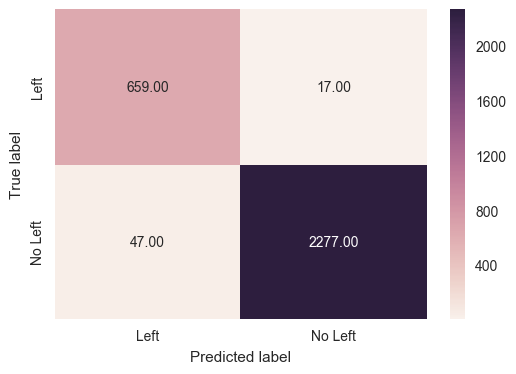 Left
No Left
True label
659.00 17.00
47.00 2277.00
Left No Left
Predicted label
2000
1600
1200
800
400